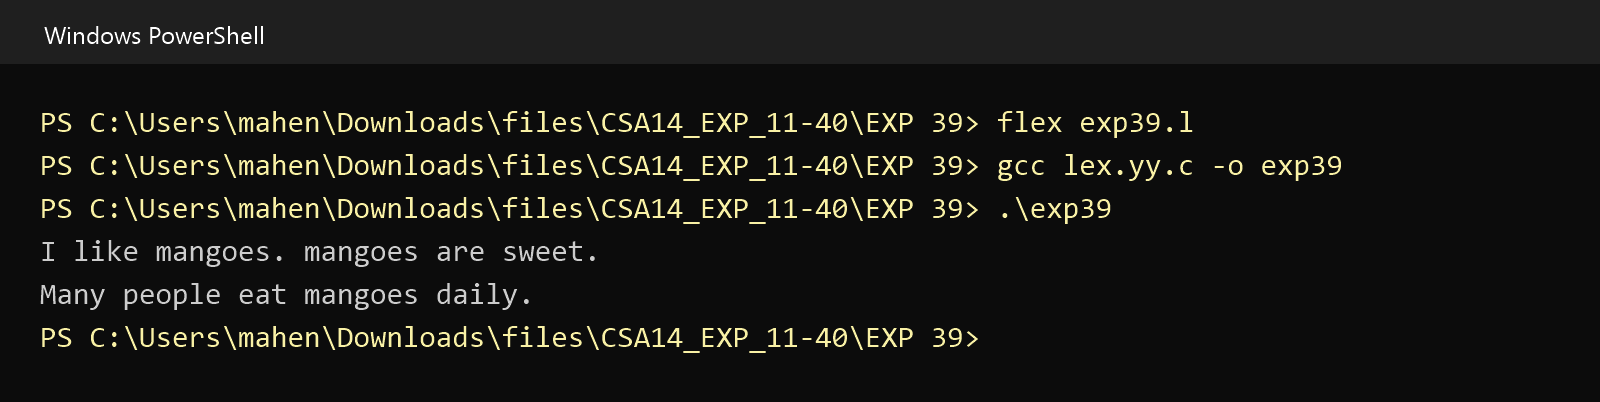 Windows PowerShell
PS C:\Users\mahen\Downloads\files\CSA14_EXP_11-40\EXP 39> flex exp39.l
PS C:\Users\mahen\Downloads\files\CSA14_EXP_11-40\EXP 39> gcc lex.yy.c -o exp39
PS C:\Users\mahen\Downloads\files\CSA14_EXP_11-40\EXP 39> .\exp39
I like mangoes. mangoes are sweet.
Many people eat mangoes daily.
PS C:\Users\mahen\Downloads\files\CSA14_EXP_11-40\EXP 39>